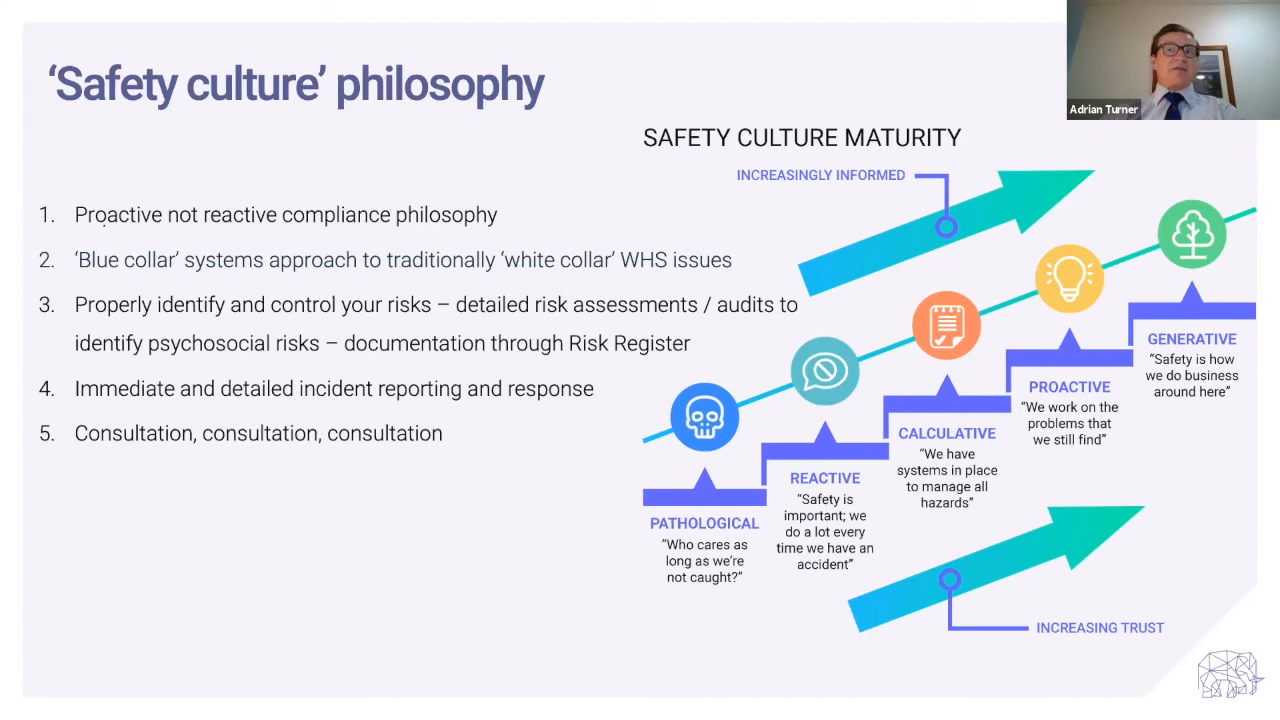 ‘Safety culture’ philosophy
Adrian Turner
1. Proactive not reactive compliance philosophy
2. ‘Blue collar’ systems approach to traditionally ‘white collar’ WHS issues
3. Properly identify and control your risks – detailed risk assessments / audits to
identify psychosocial risks – documentation through Risk Register
4. Immediate and detailed incident reporting and response
5. Consultation, consultation, consultation
SAFETY CULTURE MATURITY
INCREASINGLY INFORMED
PATHOLOGICAL
“Who cares as
long as we’re
not caught?”
REACTIVE
“Safety is
important; we
do a lot every
time we have an
accident”
CALCULATIVE
“We have
systems in place
to manage all
hazards”
PROACTIVE
“We work on the
problems that
we still find”
GENERATIVE
“Safety is how
we do business
around here”
INCREASING TRUST